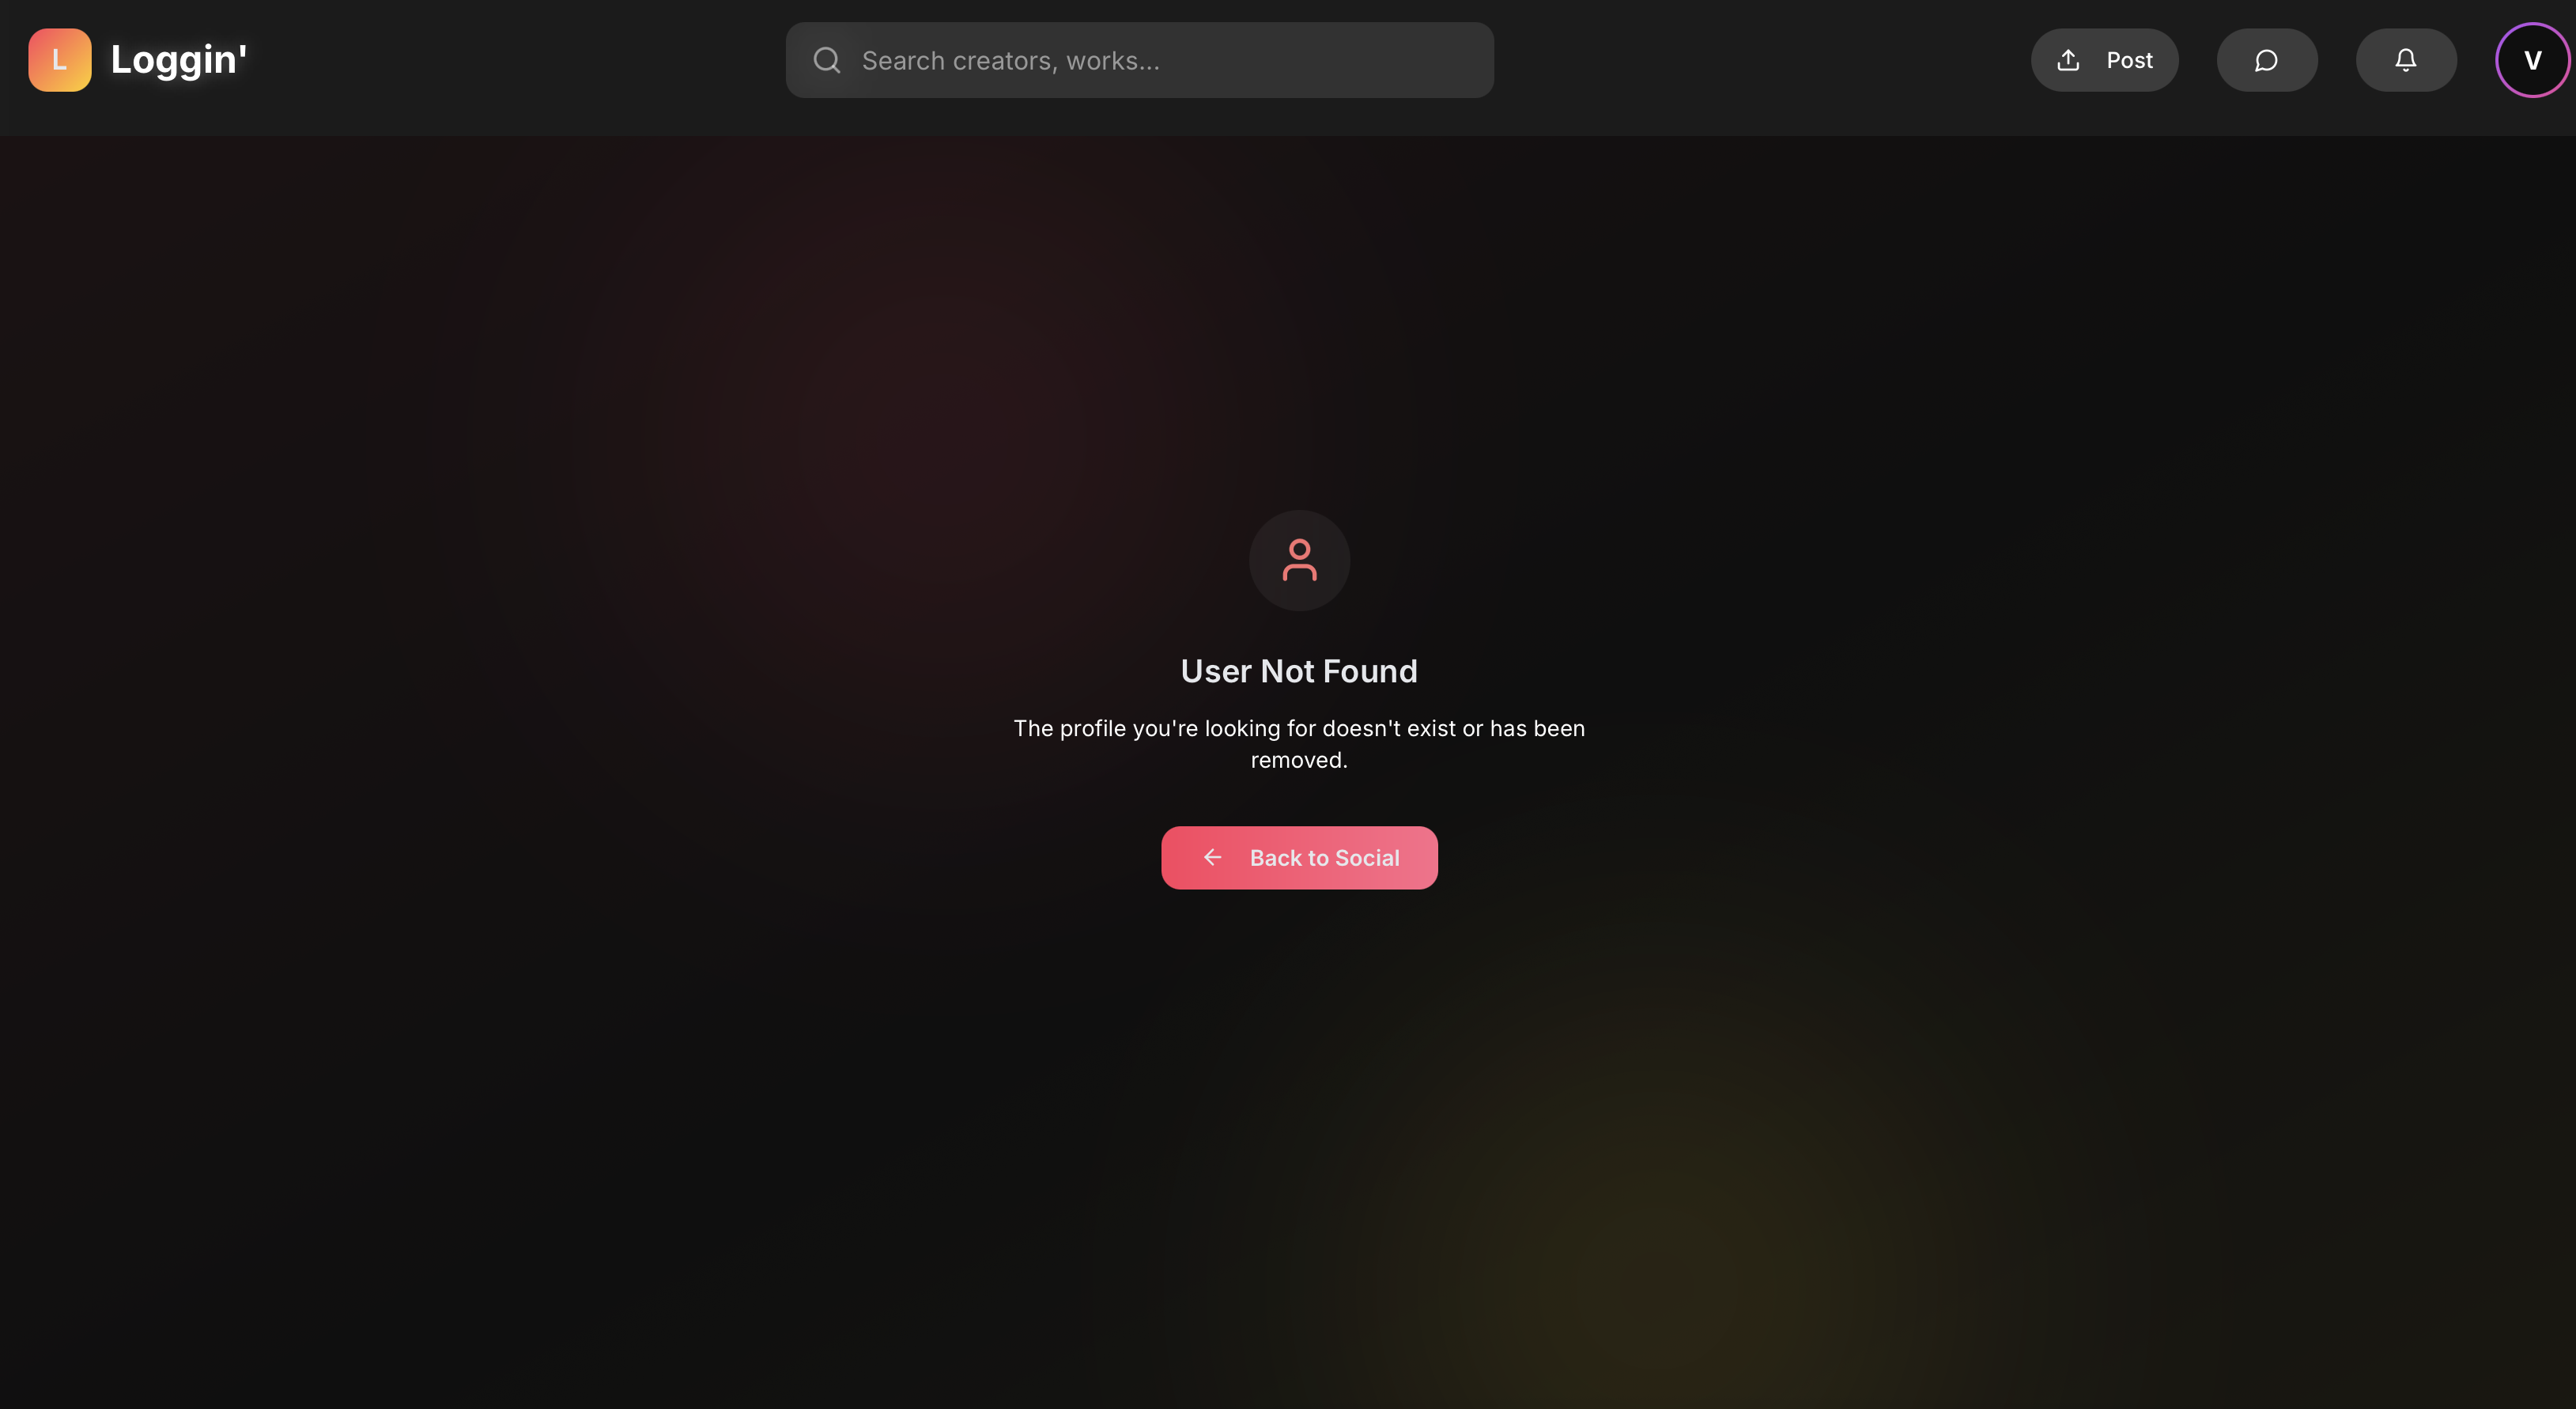 L
Loggin'
Search creators, works...
Post
V
User Not Found
The profile you're looking for doesn't exist or has been
removed.
Back to Social